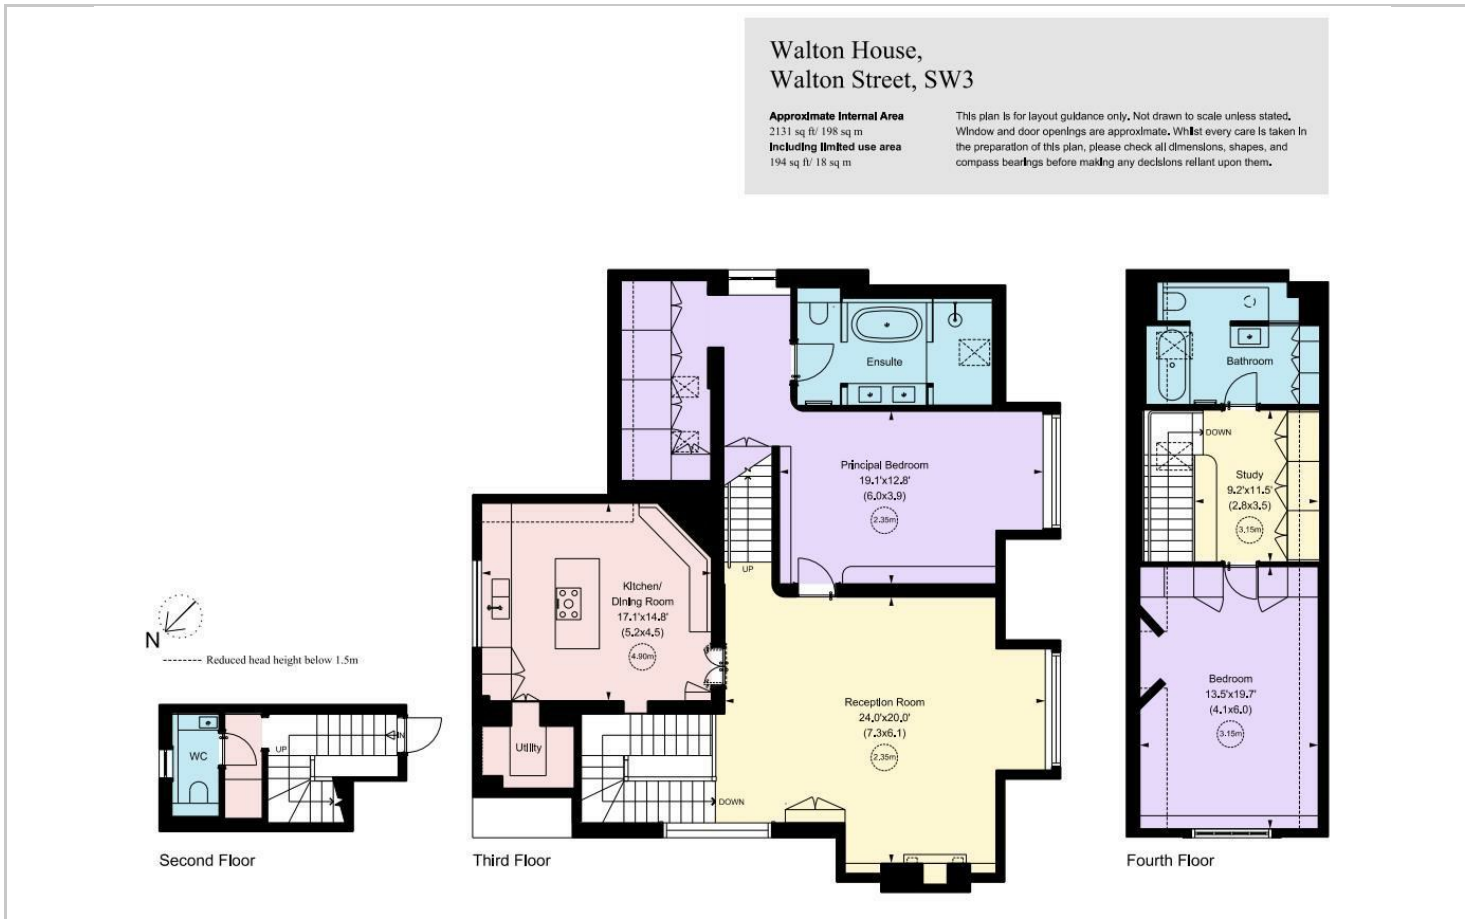 Walton House,
Walton Street, SW3
Approximate Internal Area
2131 sq ft/ 198 sq m
Including limited use area
194 sq ft/ 18 sq m
This plan is for layout guidance only. Not drawn to scale unless stated.
Window and door openings are approximate. Whilst every care is taken in
the preparation of this plan, please check all dimensions, shapes, and
compass bearings before making any decisions reliant upon them.
Ensuite
Principal Bedroom
19.1'x12.8'
(6.0x3.9)
2.35m
UP
Kitchen/
Dining Room
17.1'x14.8'
(5.2x4.5)
4.90m
Utility
Reception Room
24.0'x20.0'
(7.3x6.1)
2.35m
DOWN
Third Floor
N
Reduced head height below 1.5m
WC
UP
IN
Second Floor
Bathroom
DOWN
Study
9.2'x11.5'
(2.8x3.5)
3.15m
Bedroom
13.5'x19.7'
(4.1x6.0)
3.15m
Fourth Floor